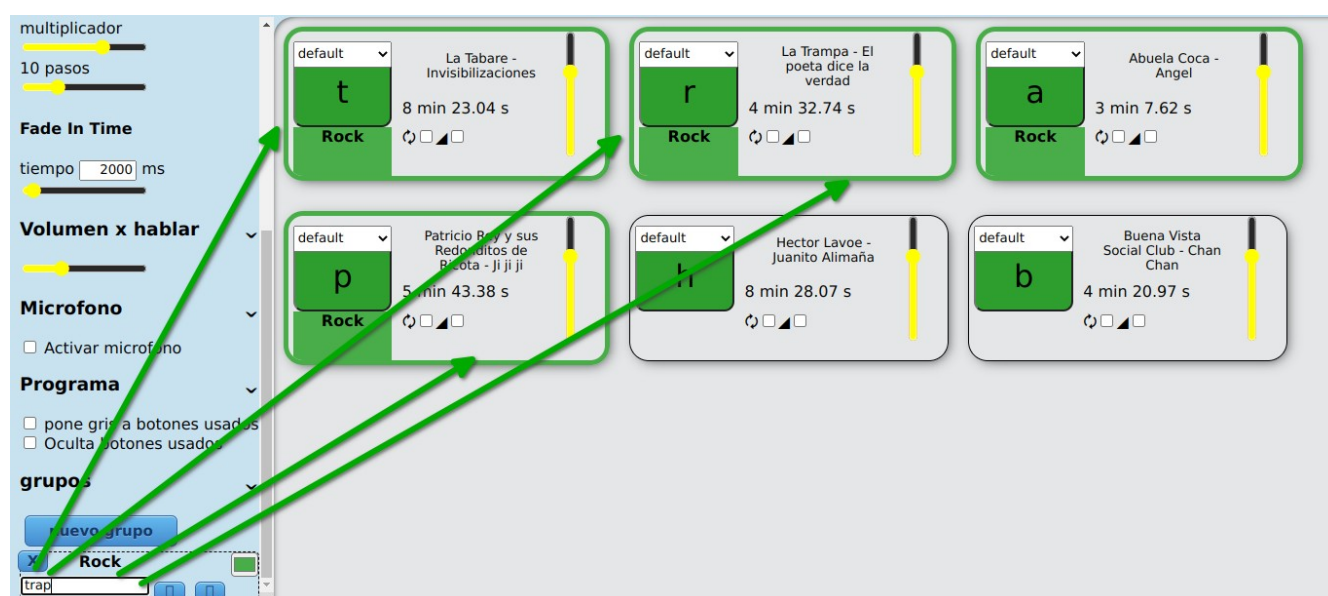 multiplicador
10 pasos
Fade In Time
tiempo 2000 ms
Volumen x hablar
Microfono
Activar microfono
Programa
pone gris a botones usados
Oculta botones usados
grupos
nuevo grupo
X Rock
trap
default
t
Rock
La Tabare -
Invisibilizaciones
8 min 23.04 s
default
r
Rock
La Trampa - El
poeta dice la
verdad
4 min 32.74 s
default
a
Rock
Abuela Coca -
Angel
3 min 7.62 s
default
p
Rock
Patricio Rey y sus
Redonditos de
Ricota - Ji ji ji
5 min 43.38 s
default
h
Hector Lavoe -
Juanito Alimaña
8 min 28.07 s
default
b
Buena Vista
Social Club - Chan
Chan
4 min 20.97 s